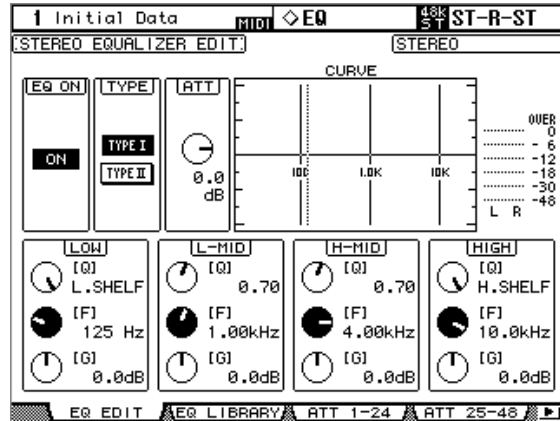 1 Initial Data MIDI ◇EQ 48K ST ST-R-ST
STEREO EQUALIZER EDIT STEREO
CURVE
EQ ON TYPE ATT
ON TYPE I
TYPE II
0.0
dB
100 1.0K 10K
OVER
0
- 6
-12
-18
-30
-48
L R
LOW L-MID H-MID HIGH
[Q] [Q] [Q] [Q]
L.SHELF 0.70 0.70 H.SHELF
[F] [F] [F] [F]
125 Hz 1.00kHz 4.00kHz 10.0kHz
[G] [G] [G] [G]
0.0dB 0.0dB 0.0dB 0.0dB
EQ EDIT EQ LIBRARY ATT 1-24 ATT 25-48